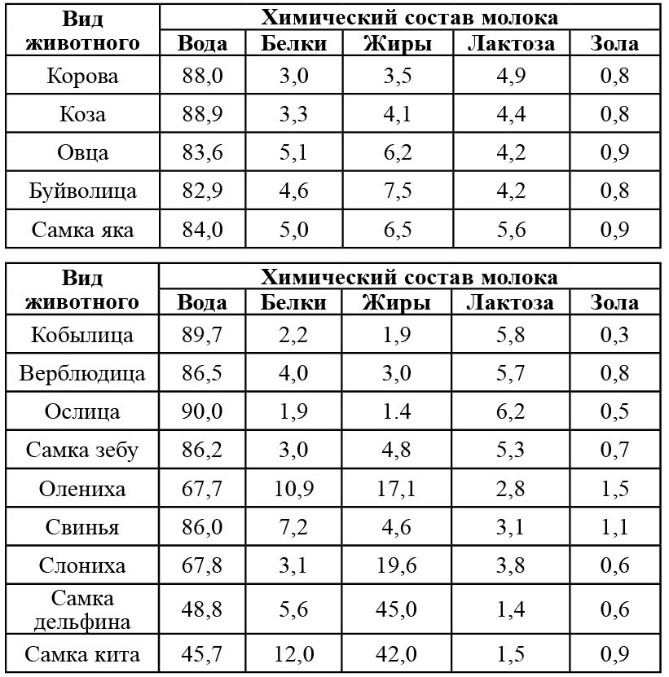 Вид животного Химический состав молока
Вода Белки Жиры Лактоза Зола
Корова 88,0 3,0 3,5 4,9 0,8
Коза 88,9 3,3 4,1 4,4 0,8
Овца 83,6 5,1 6,2 4,2 0,9
Буйволица 82,9 4,6 7,5 4,2 0,8
Самка яка 84,0 5,0 6,5 5,6 0,9
Вид животного Химический состав молока
Вода Белки Жиры Лактоза Зола
Кобылица 89,7 2,2 1,9 5,8 0,3
Верблюдица 86,5 4,0 3,0 5,7 0,8
Ослица 90,0 1,9 1.4 6,2 0,5
Самка зебу 86,2 3,0 4,8 5,3 0,7
Олениха 67,7 10,9 17,1 2,8 1,5
Свинья 86,0 7,2 4,6 3,1 1,1
Слониха 67,8 3,1 19,6 3,8 0,6
Самка дельфина 48,8 5,6 45,0 1,4 0,6
Самка кита 45,7 12,0 42,0 1,5 0,9